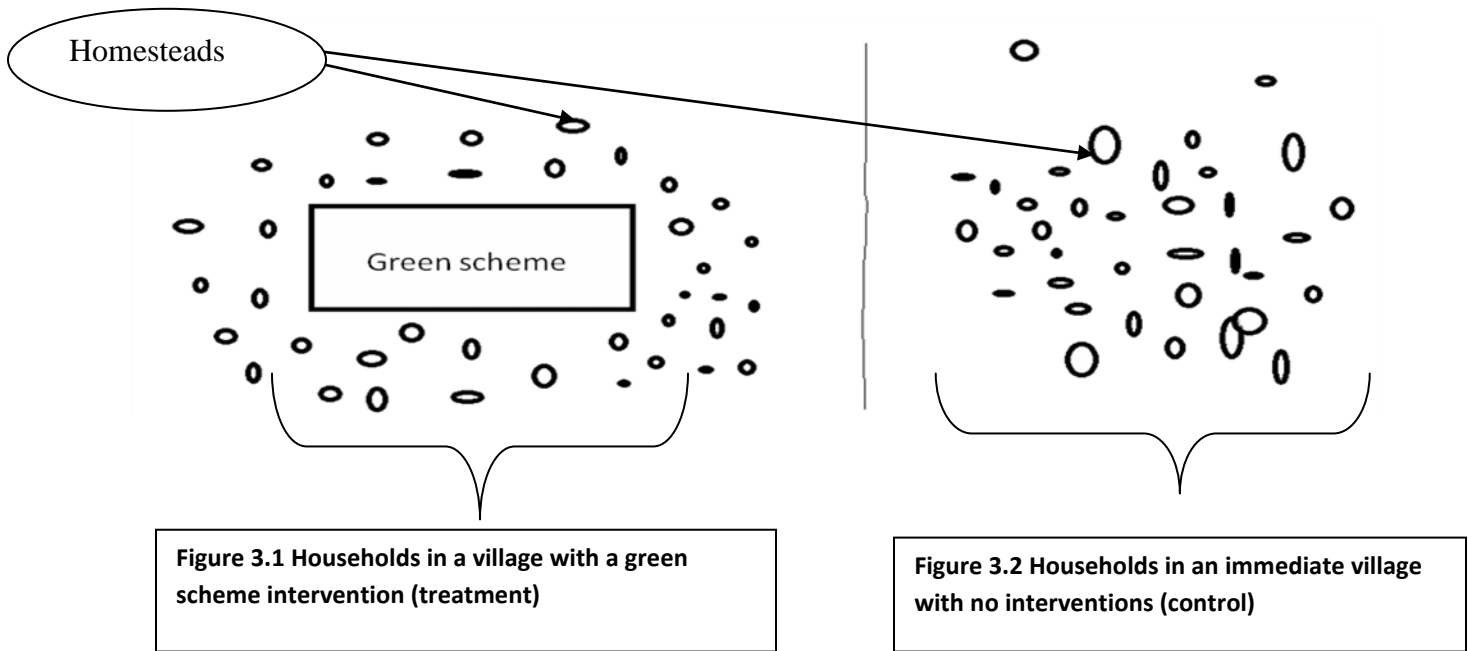 Homesteads
Green scheme
Figure 3.1 Households in a village with a green
scheme intervention (treatment)
Figure 3.2 Households in an immediate village
with no interventions (control)